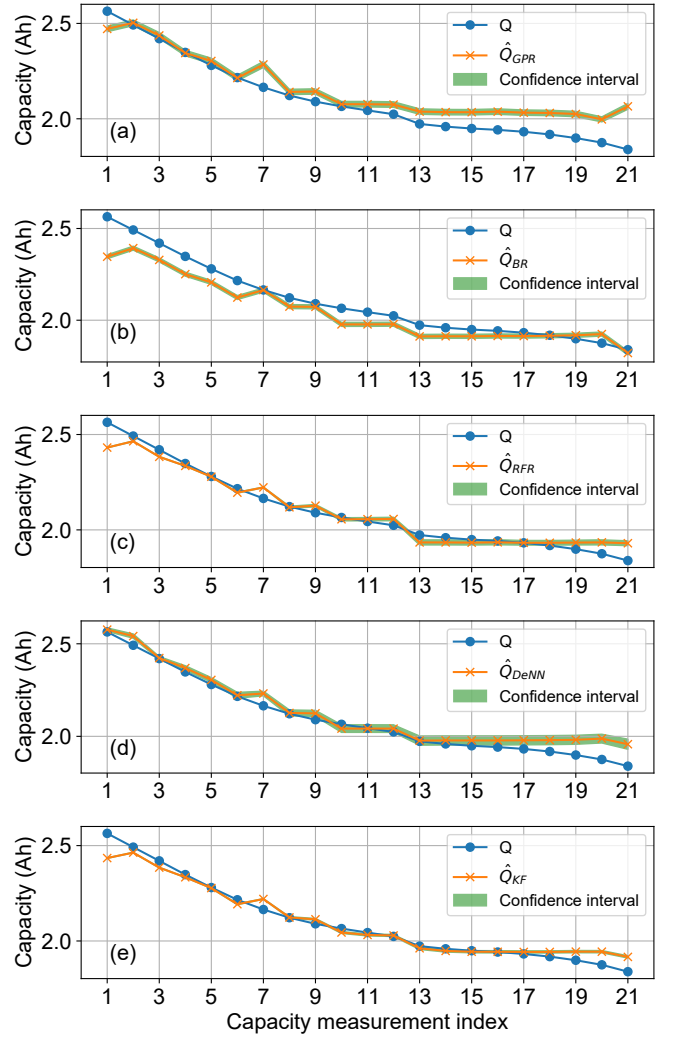 Capacity (Ah)
2.5
2.0
Q
Q̂GPR
Confidence interval
(a)
1 3 5 7 9 11 13 15 17 19 21
Capacity (Ah)
2.5
2.0
Q
Q̂BR
Confidence interval
(b)
1 3 5 7 9 11 13 15 17 19 21
Capacity (Ah)
2.5
2.0
Q
Q̂RFR
Confidence interval
(c)
1 3 5 7 9 11 13 15 17 19 21
Capacity (Ah)
2.5
2.0
Q
Q̂DeNN
Confidence interval
(d)
1 3 5 7 9 11 13 15 17 19 21
Capacity (Ah)
2.5
2.0
Q
Q̂KF
Confidence interval
(e)
1 3 5 7 9 11 13 15 17 19 21
Capacity measurement index